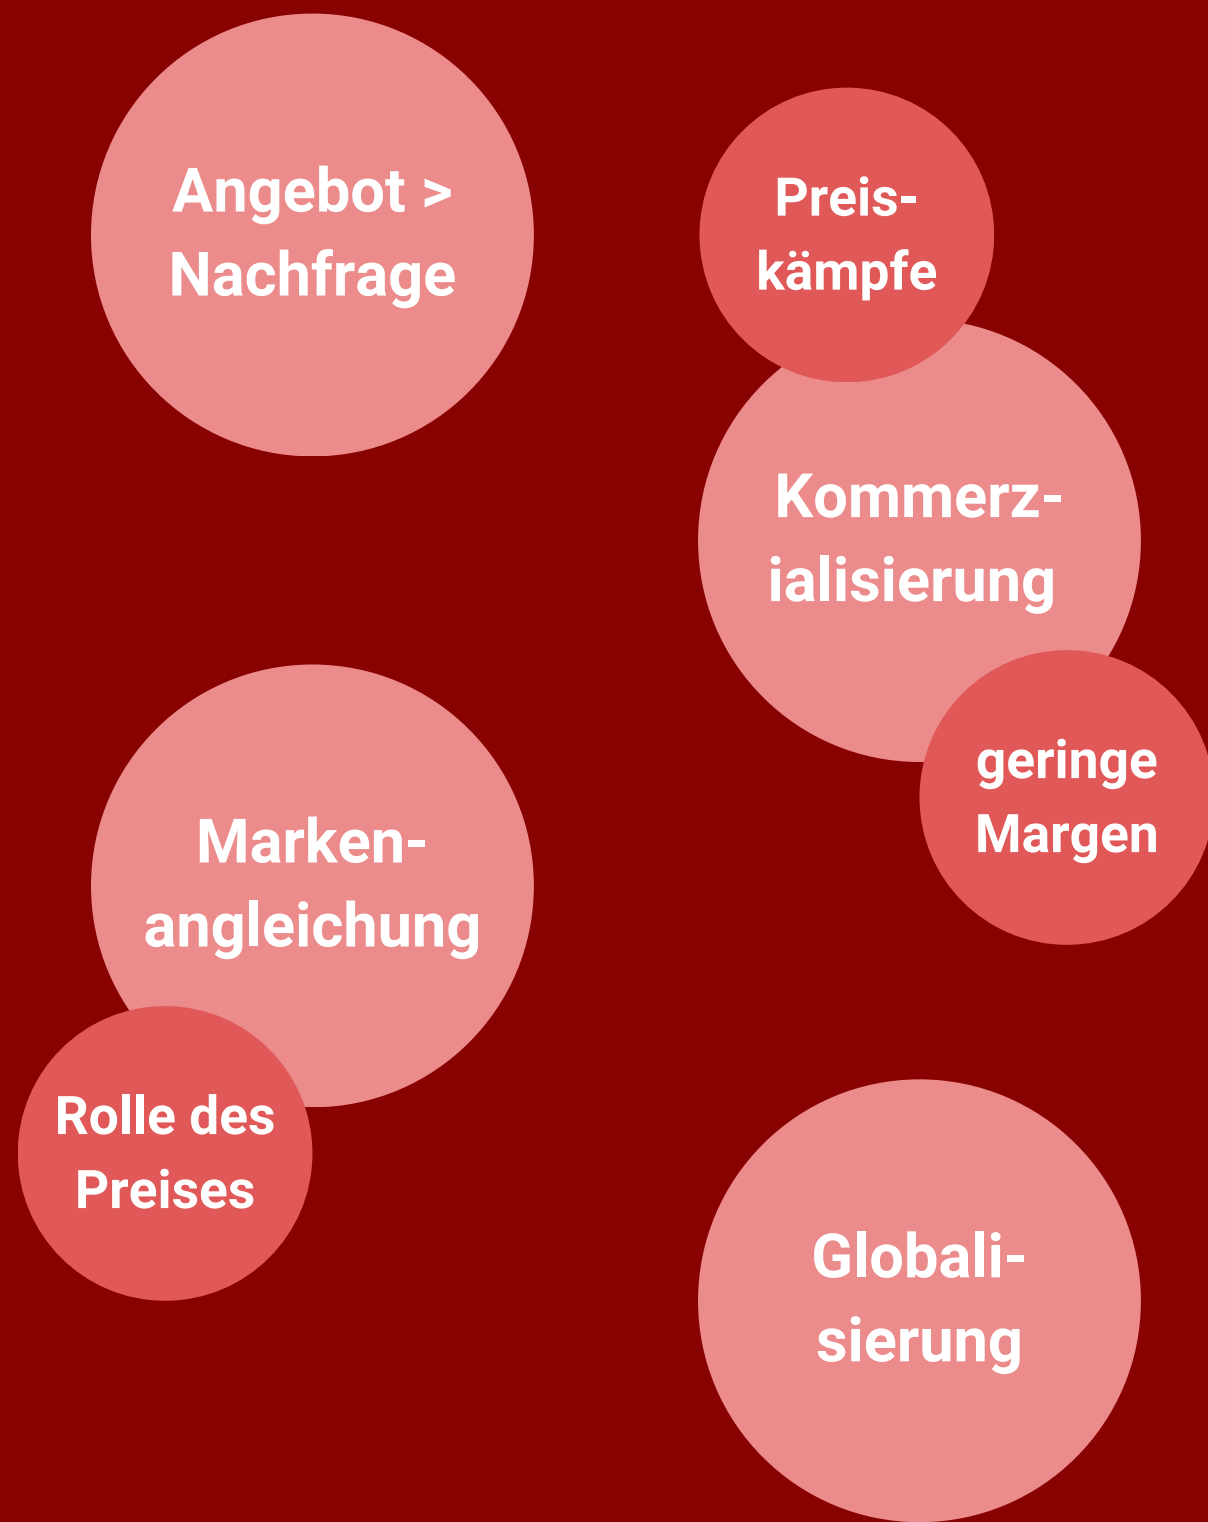 Angebot >
Nachfrage
Preis-
kämpfe
Kommerz-
ialisierung
geringe
Margen
Marken-
angleichung
Rolle des
Preises
Globali-
sierung